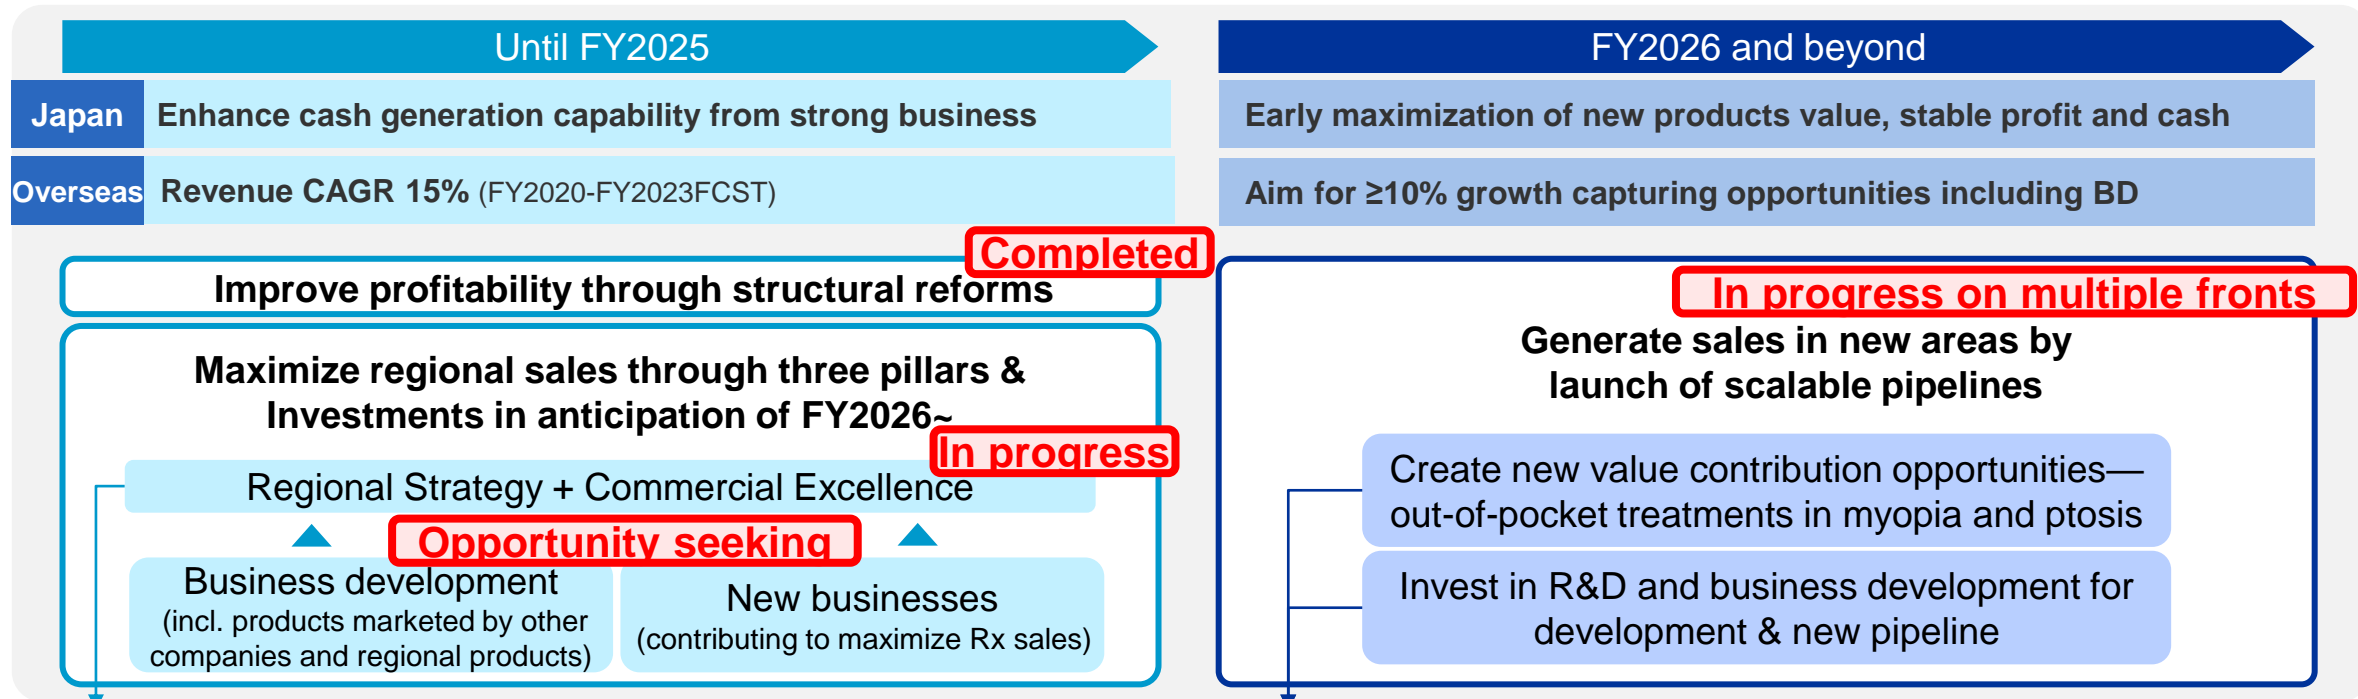 Until FY2025
FY2026 and beyond
Japan
Enhance cash generation capability from strong business
Early maximization of new products value, stable profit and cash
Overseas
Revenue CAGR 15% (FY2020-FY2023FCST)
Aim for ≥10% growth capturing opportunities including BD
Completed
Improve profitability through structural reforms
Maximize regional sales through three pillars &
Investments in anticipation of FY2026~
In progress
Regional Strategy + Commercial Excellence
Opportunity seeking
Business development
(incl. products marketed by other
companies and regional products)
New businesses
(contributing to maximize Rx sales)
In progress on multiple fronts
Generate sales in new areas by
launch of scalable pipelines
Create new value contribution opportunities—
out-of-pocket treatments in myopia and ptosis
Invest in R&D and business development for
development & new pipeline